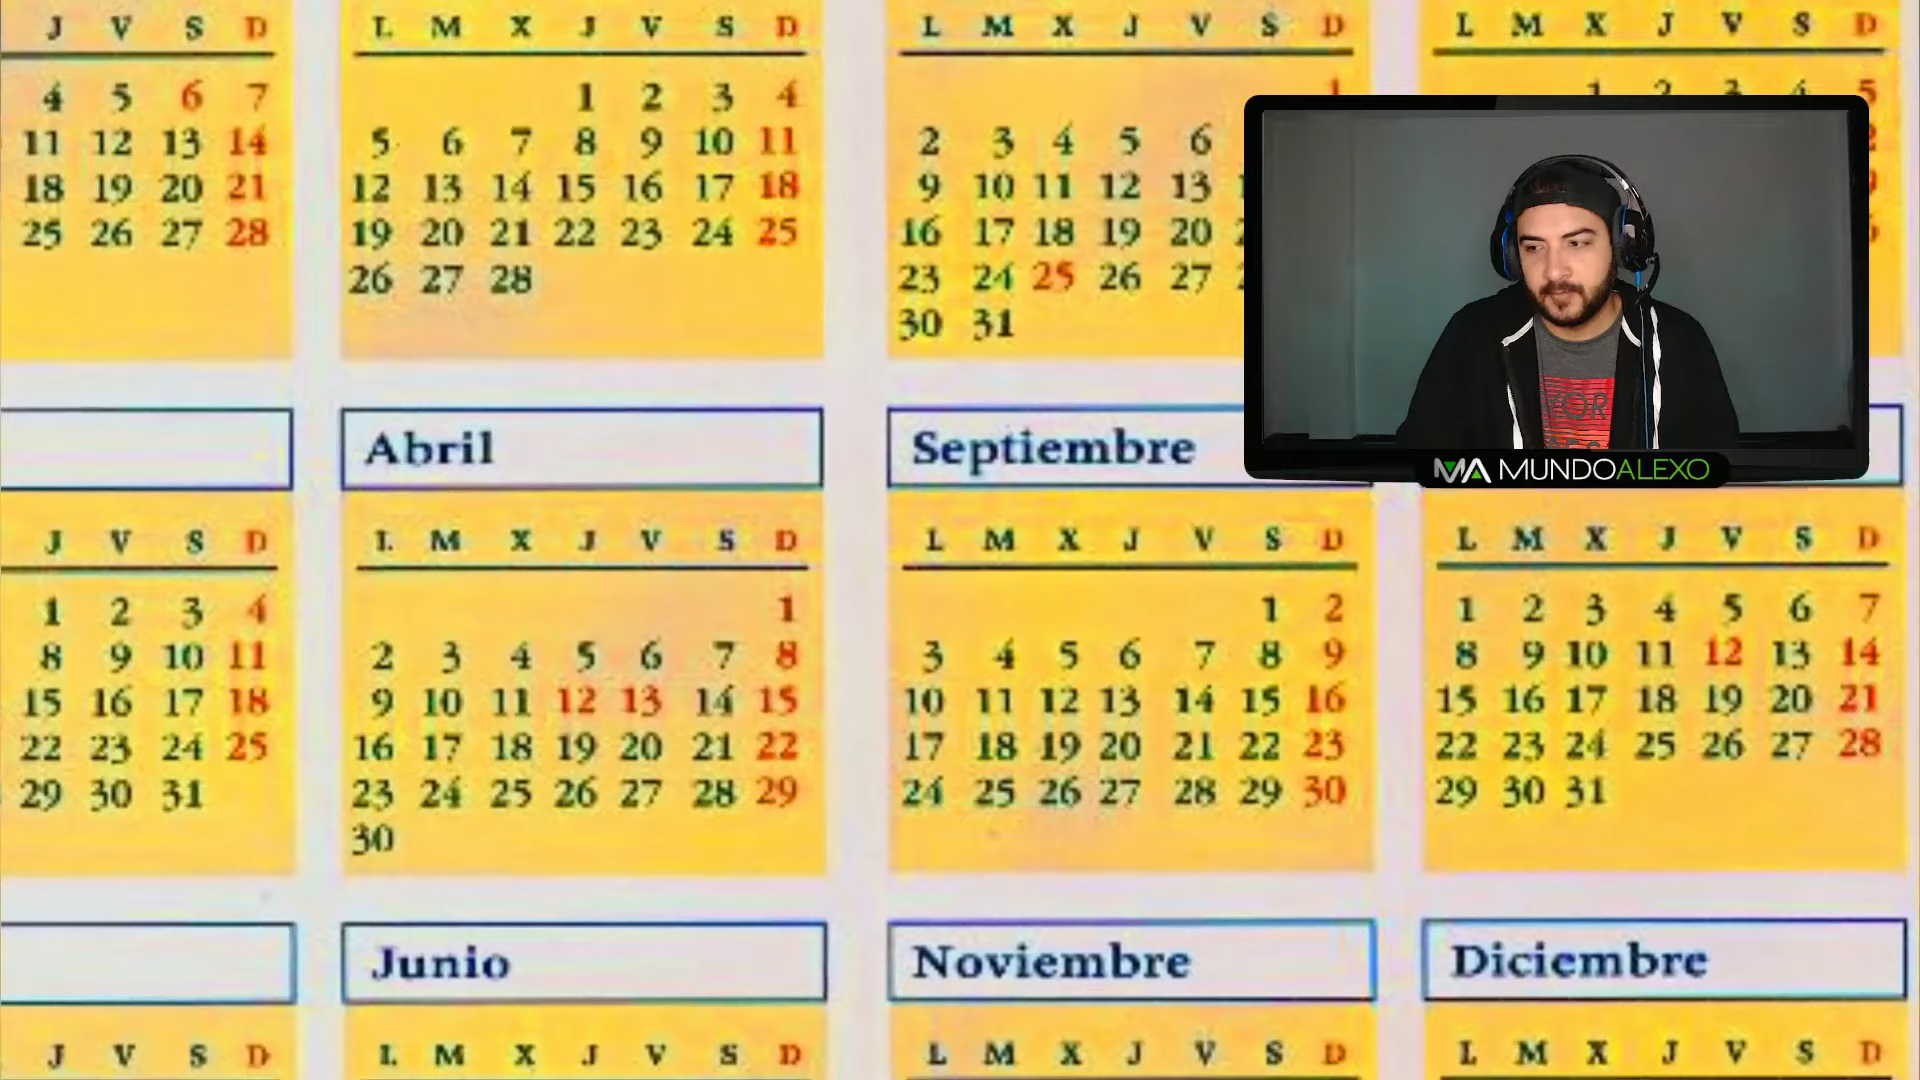 J V S D
4 5 6 7
11 12 13 14
18 19 20 21
25 26 27 28
L M X J V S D
1 2 3 4
5 6 7 8 9 10 11
12 13 14 15 16 17 18
19 20 21 22 23 24 25
26 27 28
L M X J V S D
1
2 3 4 5 6
9 10 11 12 13
16 17 18 19 20
23 24 25 26 27
30 31
L M X J V S D
1 2 3 4 5
YOR
MA MUNDOALEXO
J V S D
1 2 3 4
8 9 10 11
15 16 17 18
22 23 24 25
29 30 31
Abril
L M X J V S D
1
2 3 4 5 6 7 8
9 10 11 12 13 14 15
16 17 18 19 20 21 22
23 24 25 26 27 28 29
30
Septiembre
L M X J V S D
1 2
3 4 5 6 7 8 9
10 11 12 13 14 15 16
17 18 19 20 21 22 23
24 25 26 27 28 29 30
L M X J V S D
1 2 3 4 5 6 7
8 9 10 11 12 13 14
15 16 17 18 19 20 21
22 23 24 25 26 27 28
29 30 31
J V S D
Junio
L M X J V S D
Noviembre
L M X J V S D
Diciembre
L M X J V S D